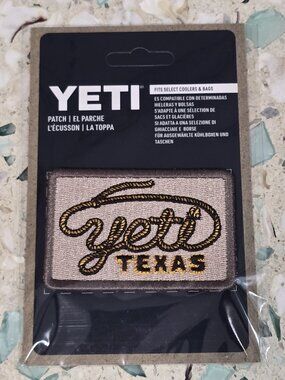 YETI
PATCH | EL PARCHE
L'ÉCUSSON | LA TOPPA
FITS SELECT COOLERS & BAGS
ES COMPATIBLE CON DETERMINADAS
HIELERAS Y BOLSAS
S'ADAPTE À UNE SÉLECTION DE
SACS ET GLACIÈRES
SI ADATTA A UNA SELEZIONE DI
GHIACCIAIE E BORSE
FÜR AUSGEWÄHLTE KÜHLBOXEN UND
TASCHEN
yeti
TEXAS